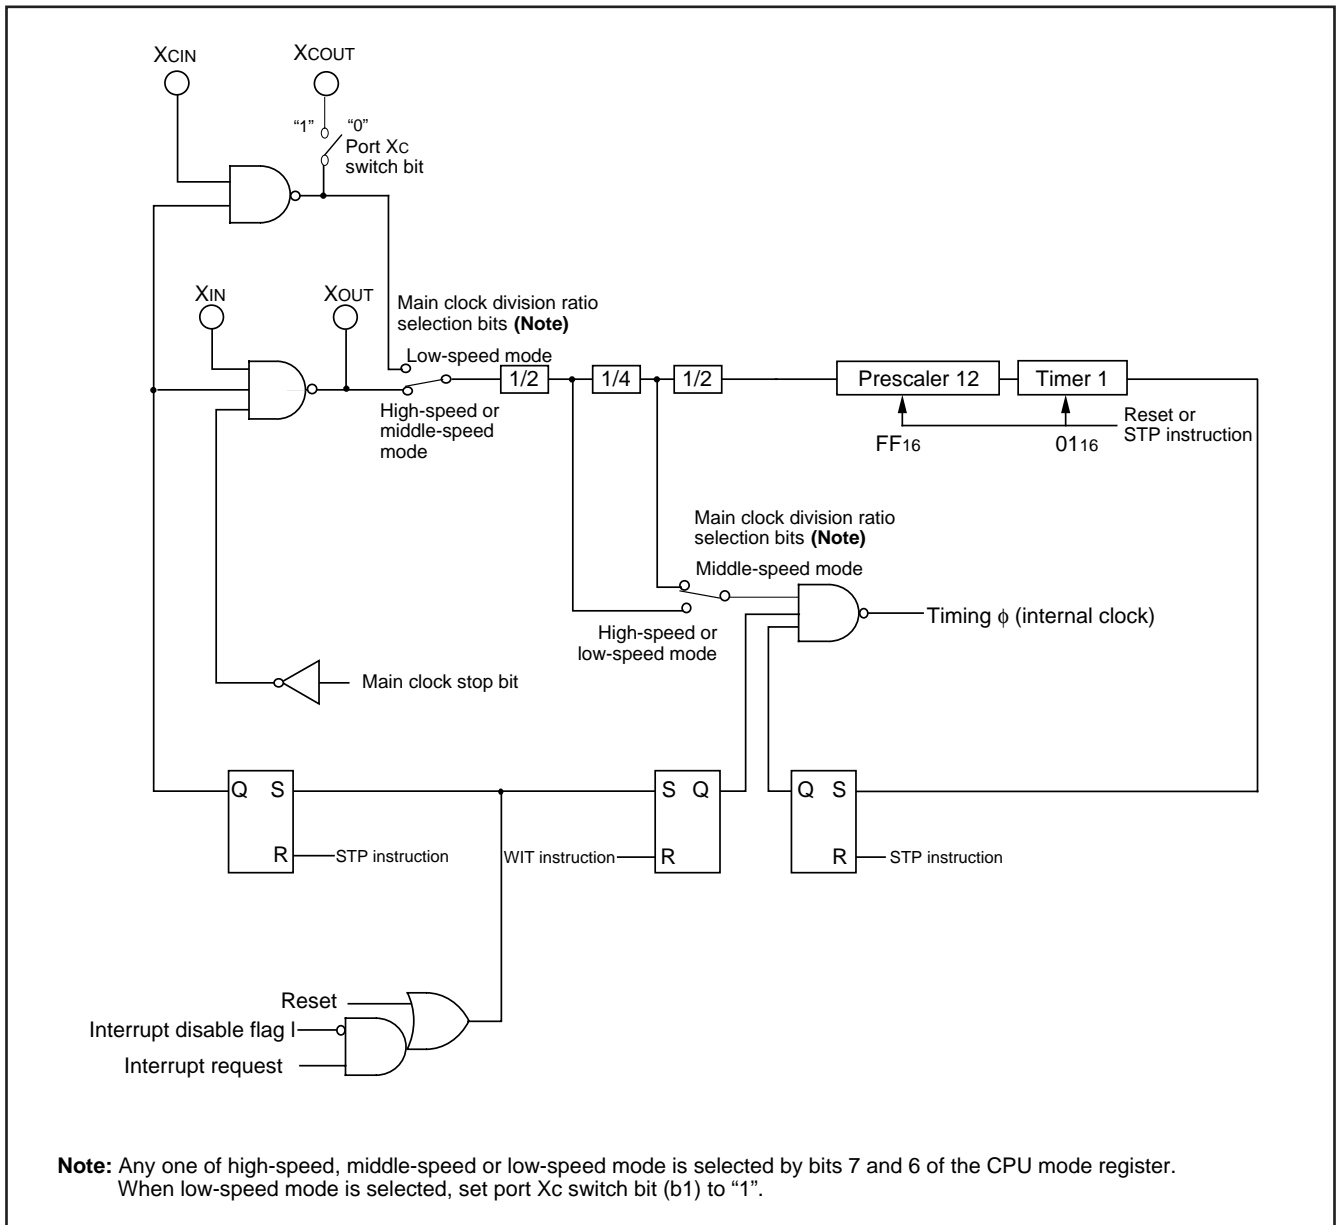 XCIN
XCOUT
“1”
“0”
Port XC
switch bit
XIN
XOUT
Main clock division ratio
selection bits (Note)
Low-speed mode
1/2
1/4
1/2
Prescaler 12
Timer 1
High-speed or
middle-speed
mode
Reset or
STP instruction
FF16
0116
Main clock division ratio
selection bits (Note)
Middle-speed mode
Timing ϕ (internal clock)
High-speed or
low-speed mode
Main clock stop bit
Q S
S Q
Q S
R
STP instruction
WIT instruction
R
R
STP instruction
Reset
Interrupt disable flag I
Interrupt request
Note: Any one of high-speed, middle-speed or low-speed mode is selected by bits 7 and 6 of the CPU mode register.
When low-speed mode is selected, set port Xc switch bit (b1) to “1”.